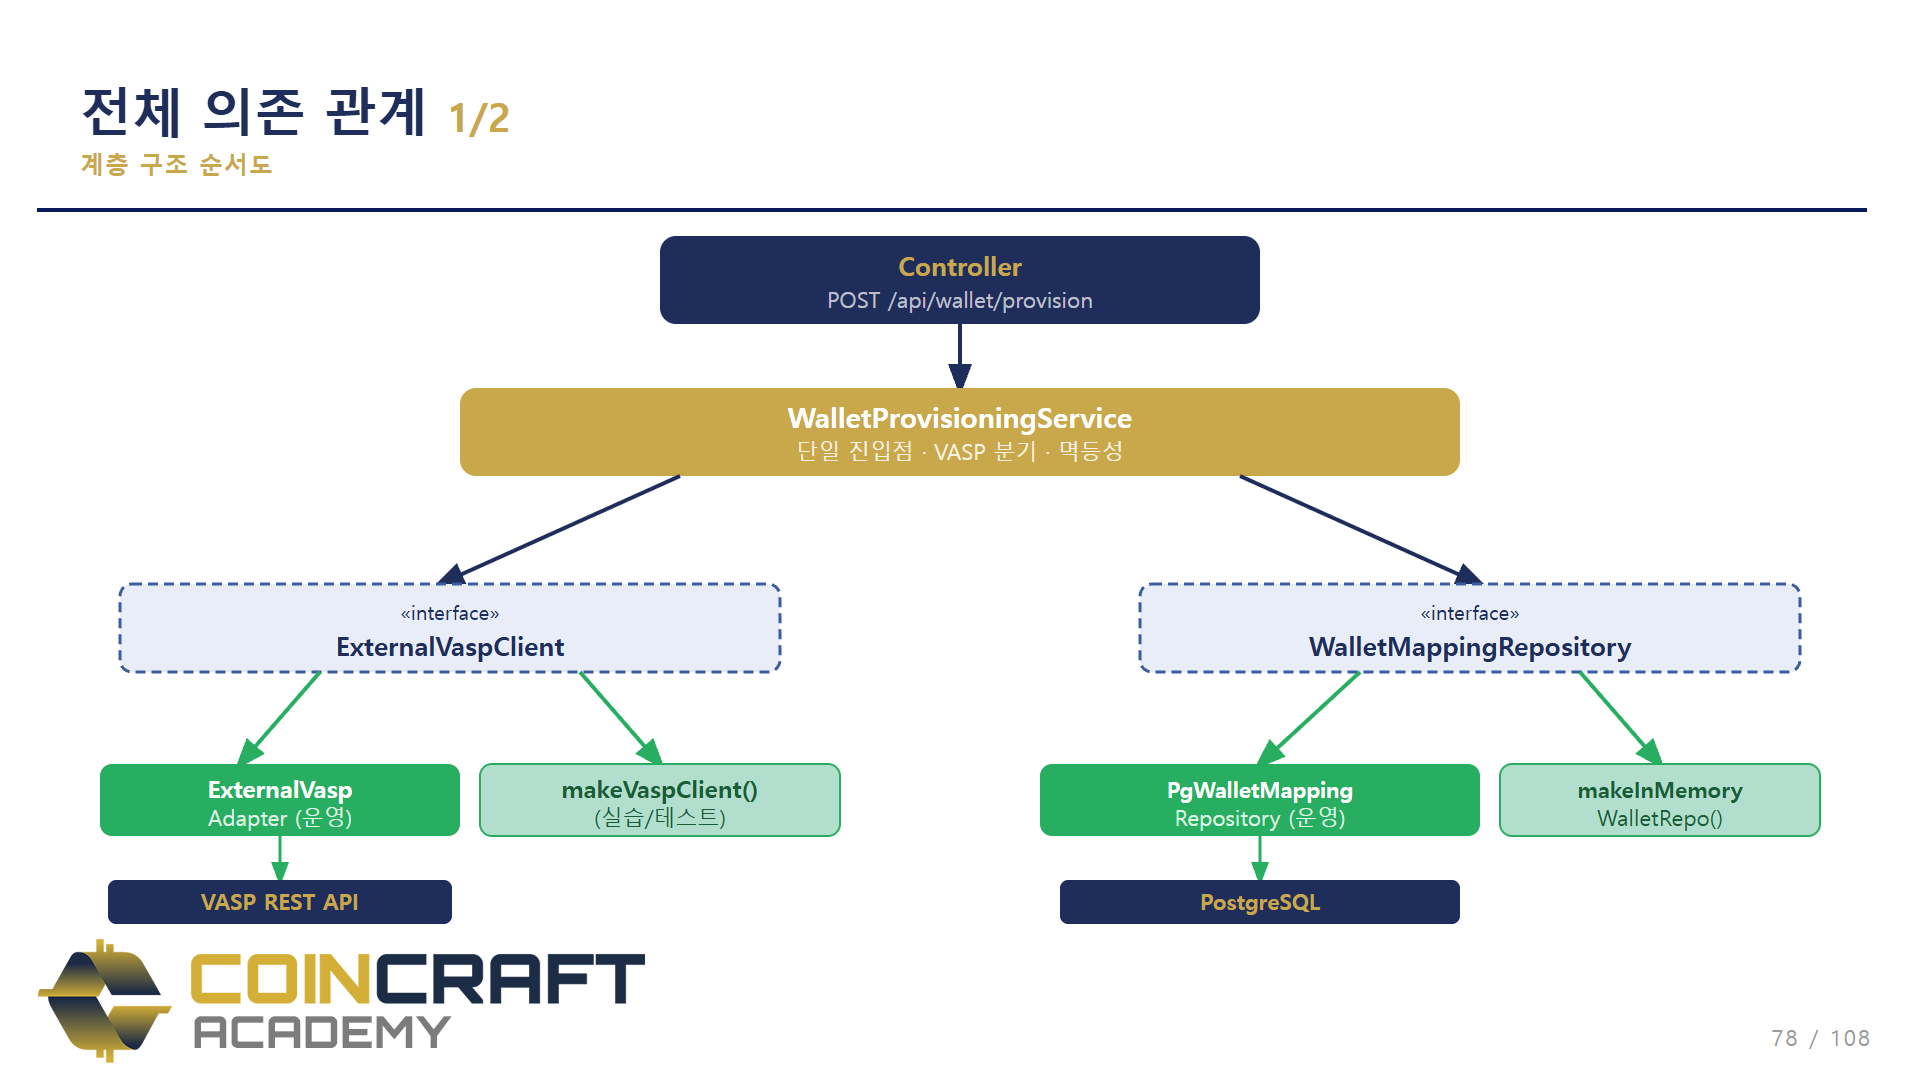 전체 의존 관계 1/2
계층 구조 순서도
Controller
POST /api/wallet/provision
WalletProvisioningService
단일 진입점 · VASP 분기 · 멱등성
«interface»
ExternalVaspClient
«interface»
WalletMappingRepository
ExternalVasp
Adapter (운영)
makeVaspClient()
(실습/테스트)
PgWalletMapping
Repository (운영)
makeInMemory
WalletRepo()
VASP REST API
PostgreSQL
COINCRAFT
ACADEMY
78 / 108